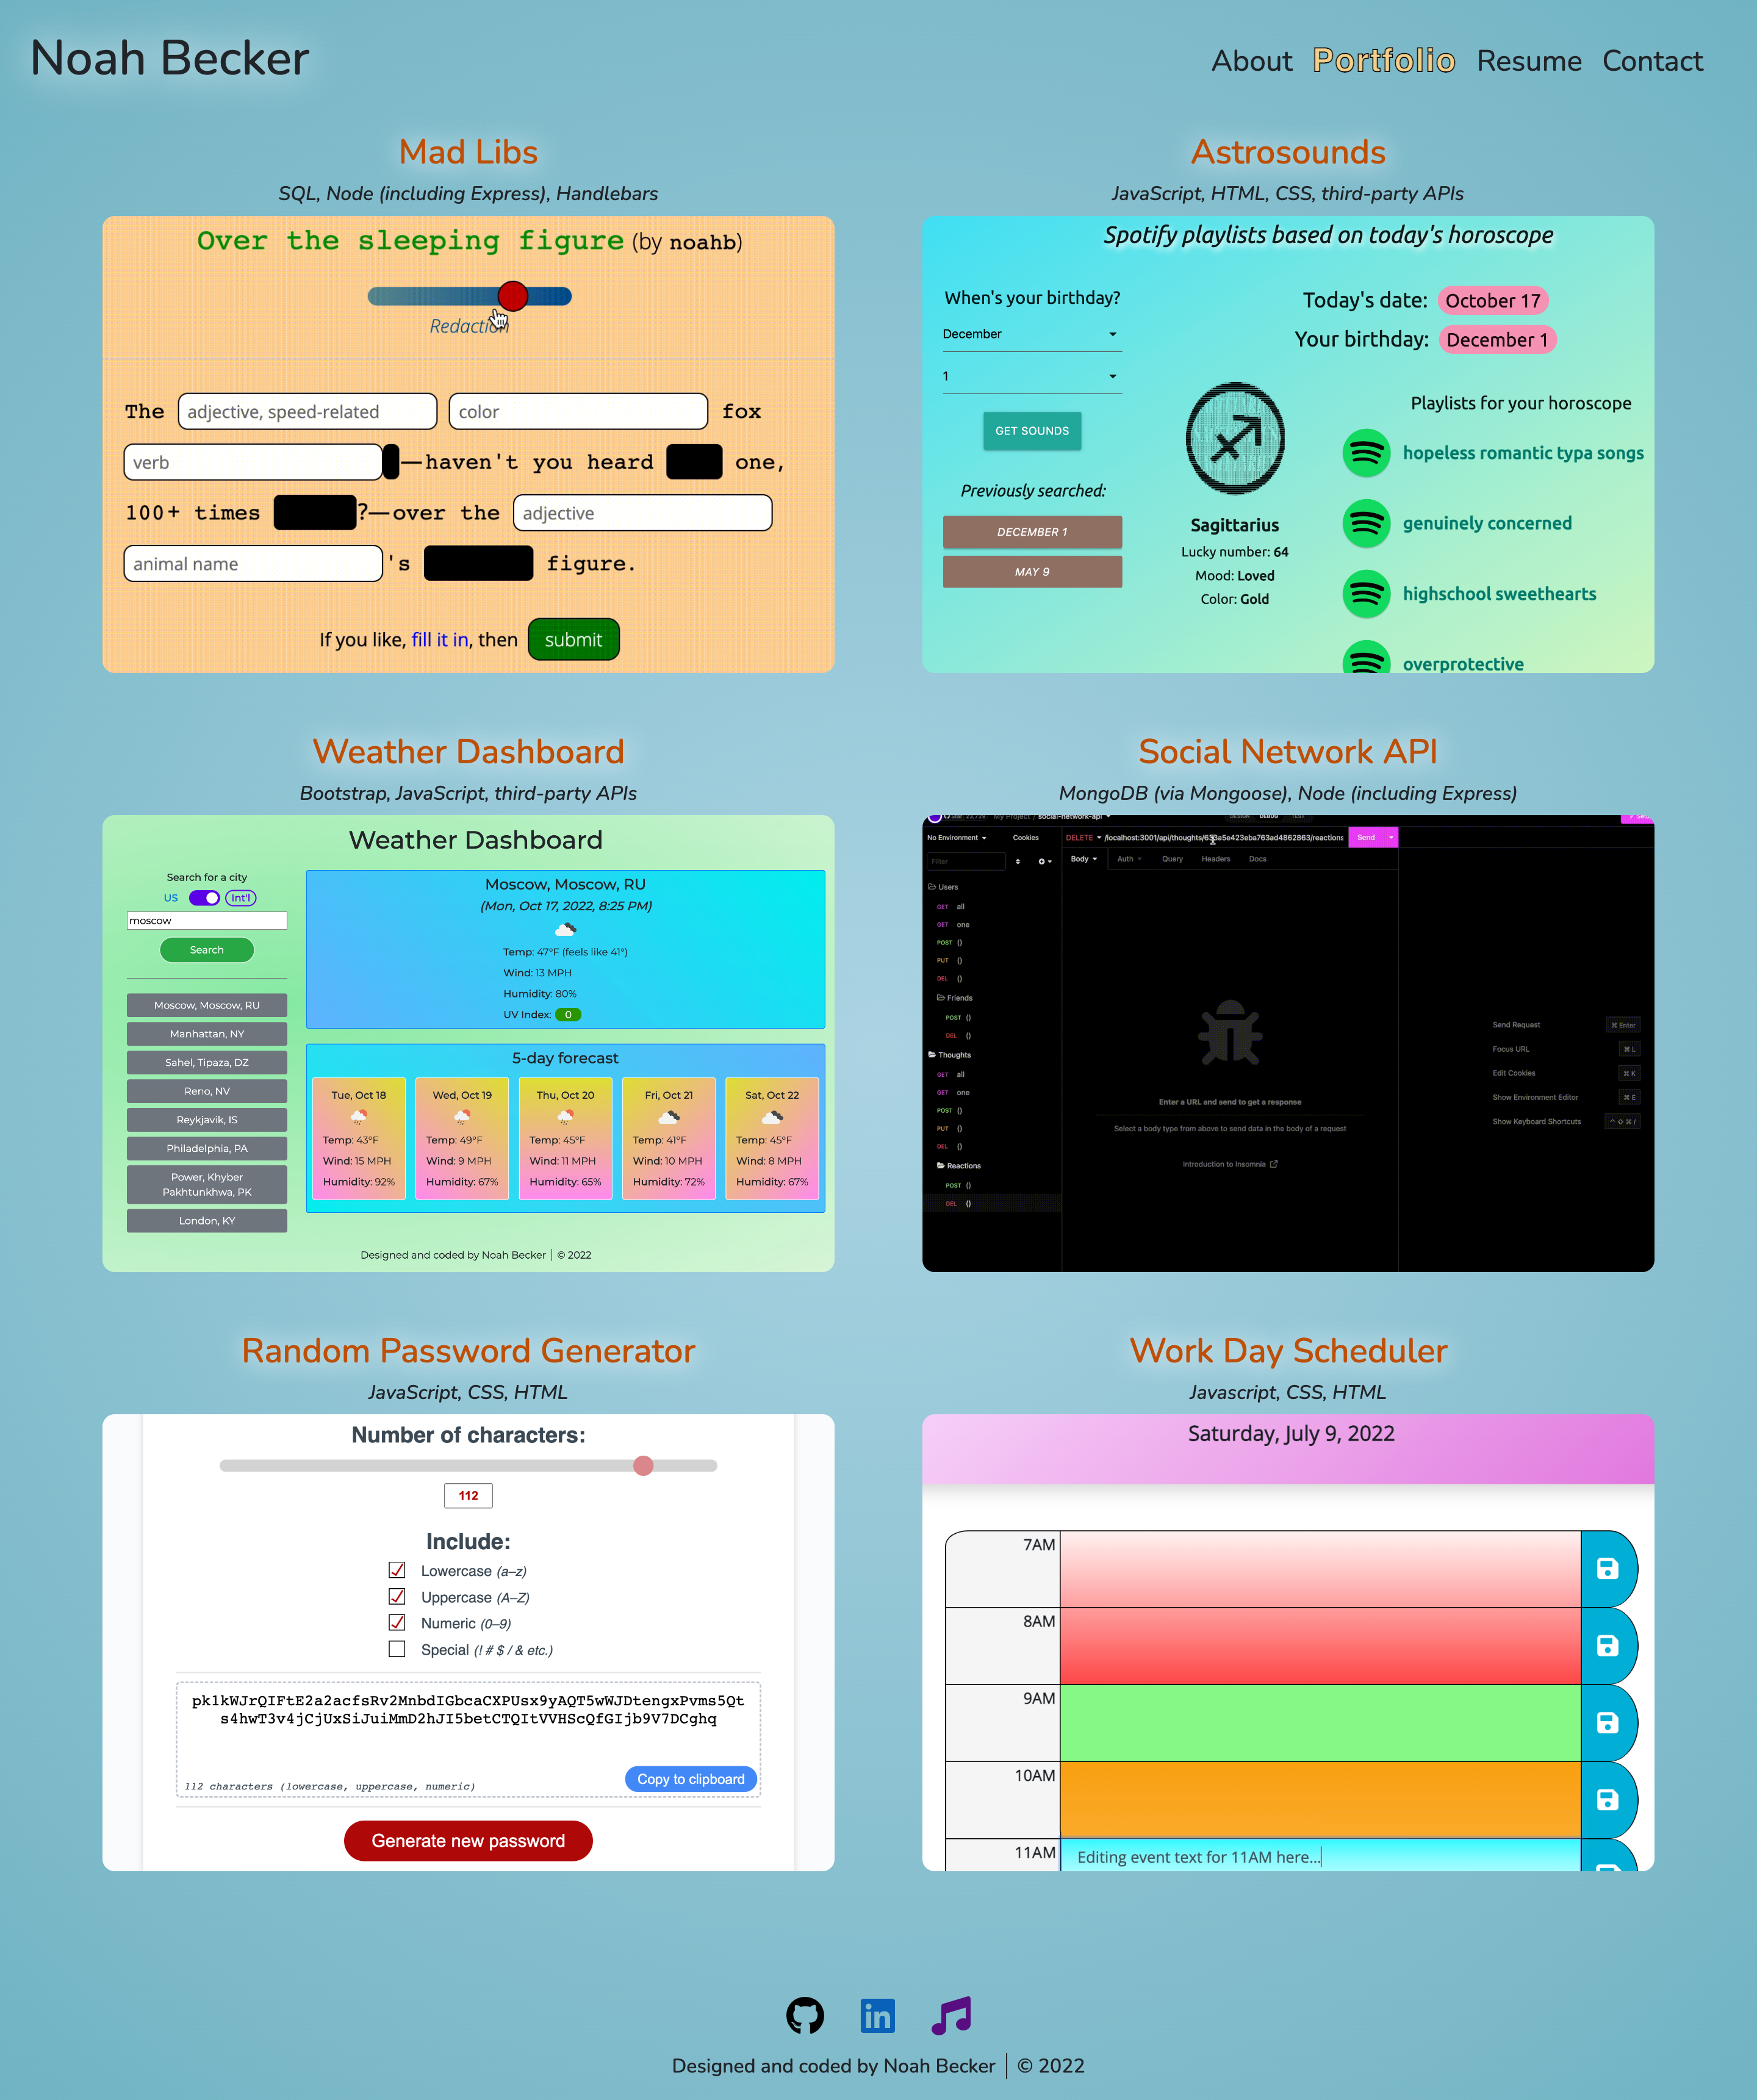 Noah Becker
About Portfolio Resume Contact
Mad Libs
SQL, Node (including Express), Handlebars
Over the sleeping figure (by noahb)
Redaction
The adjective, speed-related color fox
verb —haven't you heard one,
100+ times ?—over the adjective
animal name 's figure.
If you like, fill it in, then submit
Astrosounds
JavaScript, HTML, CSS, third-party APIs
Spotify playlists based on today's horoscope
When's your birthday?
December
1
GET SOUNDS
Previously searched:
DECEMBER 1
MAY 9
Today's date: October 17
Your birthday: December 1
Sagittarius
Lucky number: 64
Mood: Loved
Color: Gold
Playlists for your horoscope
hopeless romantic typa songs
genuinely concerned
highschool sweethearts
overprotective
Weather Dashboard
Bootstrap, JavaScript, third-party APIs
Weather Dashboard
Search for a city
US Int'l
moscow
Search
Moscow, Moscow, RU
Manhattan, NY
Sahel, Tipaza, DZ
Reno, NV
Reykjavik, IS
Philadelphia, PA
Power, Khyber
Pakhtunkhwa, PK
London, KY
Moscow, Moscow, RU
(Mon, Oct 17, 2022, 8:25 PM)
Temp: 47°F (feels like 41°)
Wind: 13 MPH
Humidity: 80%
UV Index: 0
5-day forecast
Tue, Oct 18
Temp: 43°F
Wind: 15 MPH
Humidity: 92%
Wed, Oct 19
Temp: 49°F
Wind: 9 MPH
Humidity: 67%
Thu, Oct 20
Temp: 45°F
Wind: 11 MPH
Humidity: 65%
Fri, Oct 21
Temp: 41°F
Wind: 10 MPH
Humidity: 72%
Sat, Oct 22
Temp: 45°F
Wind: 8 MPH
Humidity: 67%
Designed and coded by Noah Becker | © 2022
Social Network API
MongoDB (via Mongoose), Node (including Express)
My Project / social-network-api
DESIGN DEBUG TEST
No Environment Cookies
Filter
Users
GET all
GET one
POST ()
PUT ()
DEL ()
Friends
POST ()
DEL ()
Thoughts
GET all
GET one
POST ()
PUT ()
DEL ()
Reactions
POST ()
DEL ()
DELETE Send
Body Auth Query Headers Docs
Enter a URL and send to get a response
Select a body type from above to send data in the body of a request
Introduction to Insomnia
Send Request ⌘ Enter
Focus URL ⌘ L
Edit Cookies ⌘ K
Show Environment Editor ⌘ E
Show Keyboard Shortcuts ⌃ ⇧ ⌘ /
Random Password Generator
JavaScript, CSS, HTML
Number of characters:
112
Include:
Lowercase (a–z)
Uppercase (A–Z)
Numeric (0–9)
Special (! # $ / & etc.)
pk1kWJrQIFtE2a2acfsRv2MnbdIGbcaCXPUsx9yAQT5wWJDtengxPvms5Qt
s4hwT3v4jCjUxSiJuiMmD2hJI5betCTQItVVHScQfGIjb9V7DCghq
112 characters (lowercase, uppercase, numeric)
Copy to clipboard
Generate new password
Work Day Scheduler
Javascript, CSS, HTML
Saturday, July 9, 2022
7AM
8AM
9AM
10AM
11AM Editing event text for 11AM here...
Designed and coded by Noah Becker | © 2022